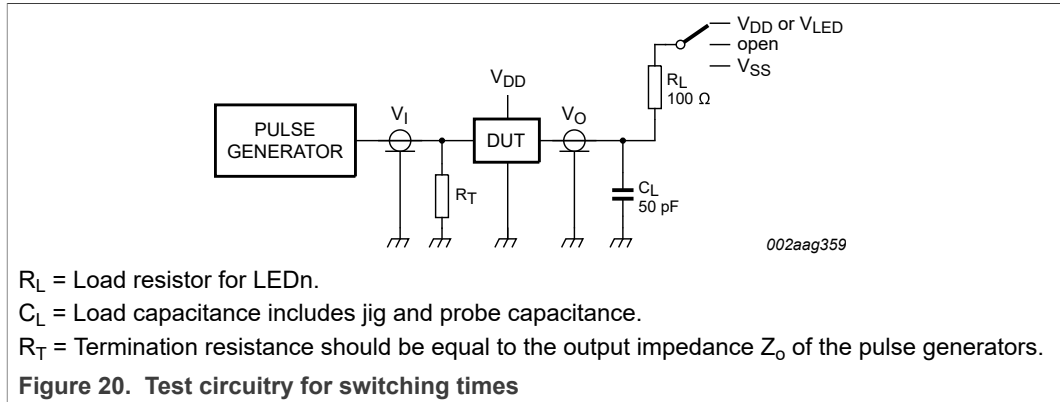 V_DD or V_LED
open
V_SS
R_L
100 Ω
V_DD
V_I
V_O
PULSE
GENERATOR
DUT
R_T
C_L
50 pF
002aag359
R_L = Load resistor for LEDn.
C_L = Load capacitance includes jig and probe capacitance.
R_T = Termination resistance should be equal to the output impedance Z_o of the pulse generators.
Figure 20. Test circuitry for switching times